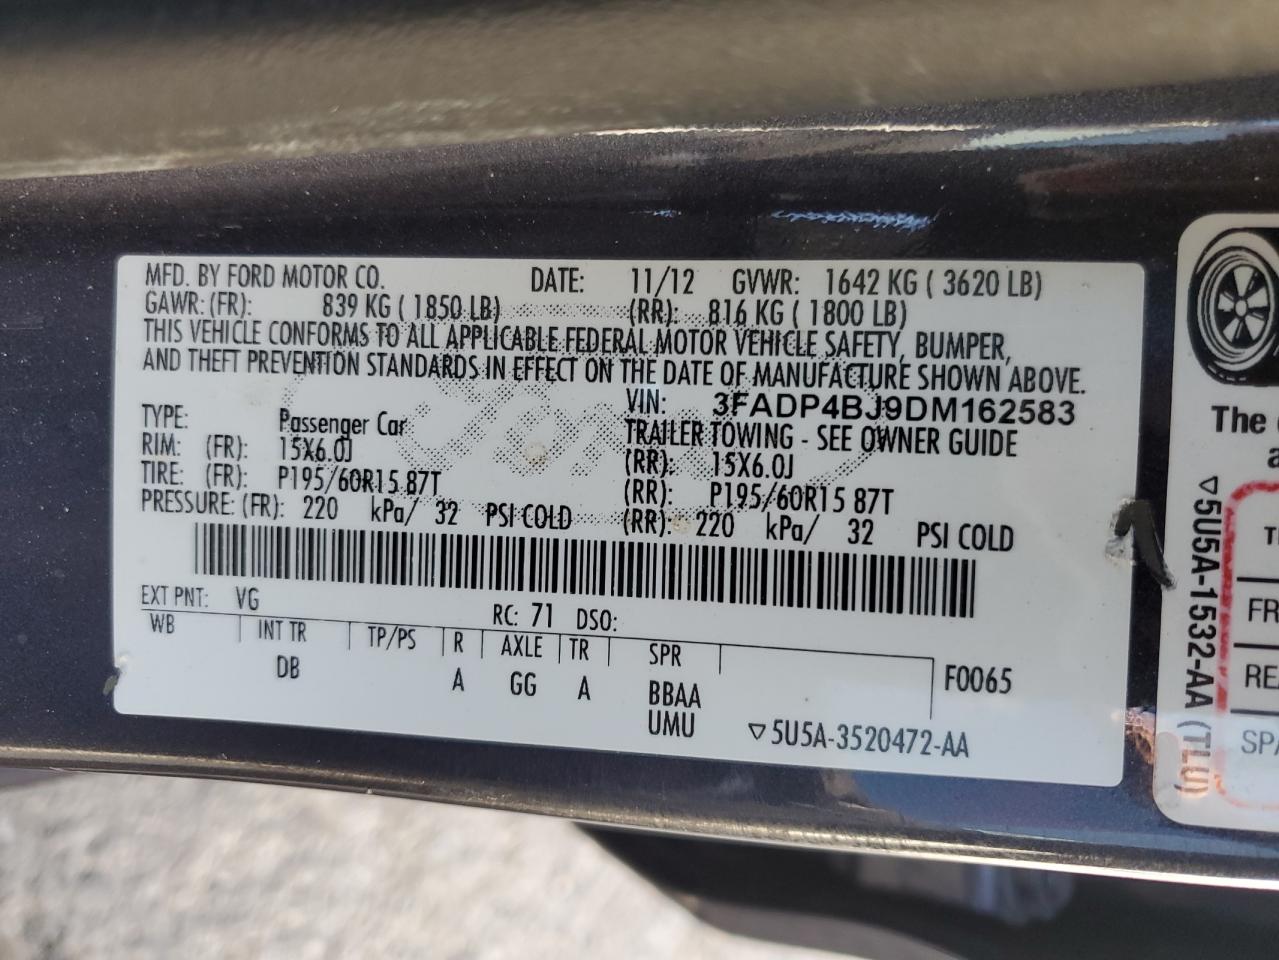 MFD. BY FORD MOTOR CO. DATE: 11/12 GVWR: 1642 KG ( 3620 LB)
GAWR: (FR): 839 KG ( 1850 LB) (RR): 816 KG ( 1800 LB)
THIS VEHICLE CONFORMS TO ALL APPLICABLE FEDERAL MOTOR VEHICLE SAFETY, BUMPER,
AND THEFT PREVENTION STANDARDS IN EFFECT ON THE DATE OF MANUFACTURE SHOWN ABOVE.
VIN: 3FADP4BJ9DM162583
TYPE: Passenger Car TRAILER TOWING - SEE OWNER GUIDE
RIM: (FR): 15X6.0J (RR): 15X6.0J
TIRE: (FR): P195/60R15 87T (RR): P195/60R15 87T
PRESSURE: (FR): 220 kPa/ 32 PSI COLD (RR): 220 kPa/ 32 PSI COLD
EXT PNT: VG RC: 71 DSO:
WB INT TR TP/PS R AXLE TR SPR
DB A GG A BBAA F0065
UMU ▽5U5A-3520472-AA
The
▽5U5A-1532-AA (TLU)